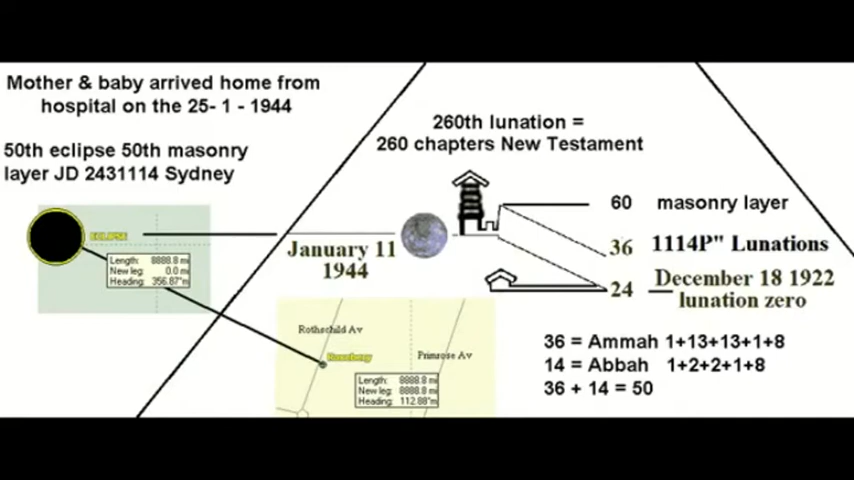 Mother & baby arrived home from
hospital on the 25- 1 - 1944
50th eclipse 50th masonry
layer JD 2431114 Sydney
ECLIPSE
Length: 8888.8 mi
New leg: 0.0 mi
Heading: 356.87°m
260th lunation =
260 chapters New Testament
January 11
1944
60 masonry layer
36 1114P" Lunations
24 December 18 1922
lunation zero
Rothschild Av
Rosebery
Primrose Av
Length: 8888.8 mi
New leg: 8888.8 mi
Heading: 112.88°m
36 = Ammah 1+13+13+1+8
14 = Abbah 1+2+2+1+8
36 + 14 = 50